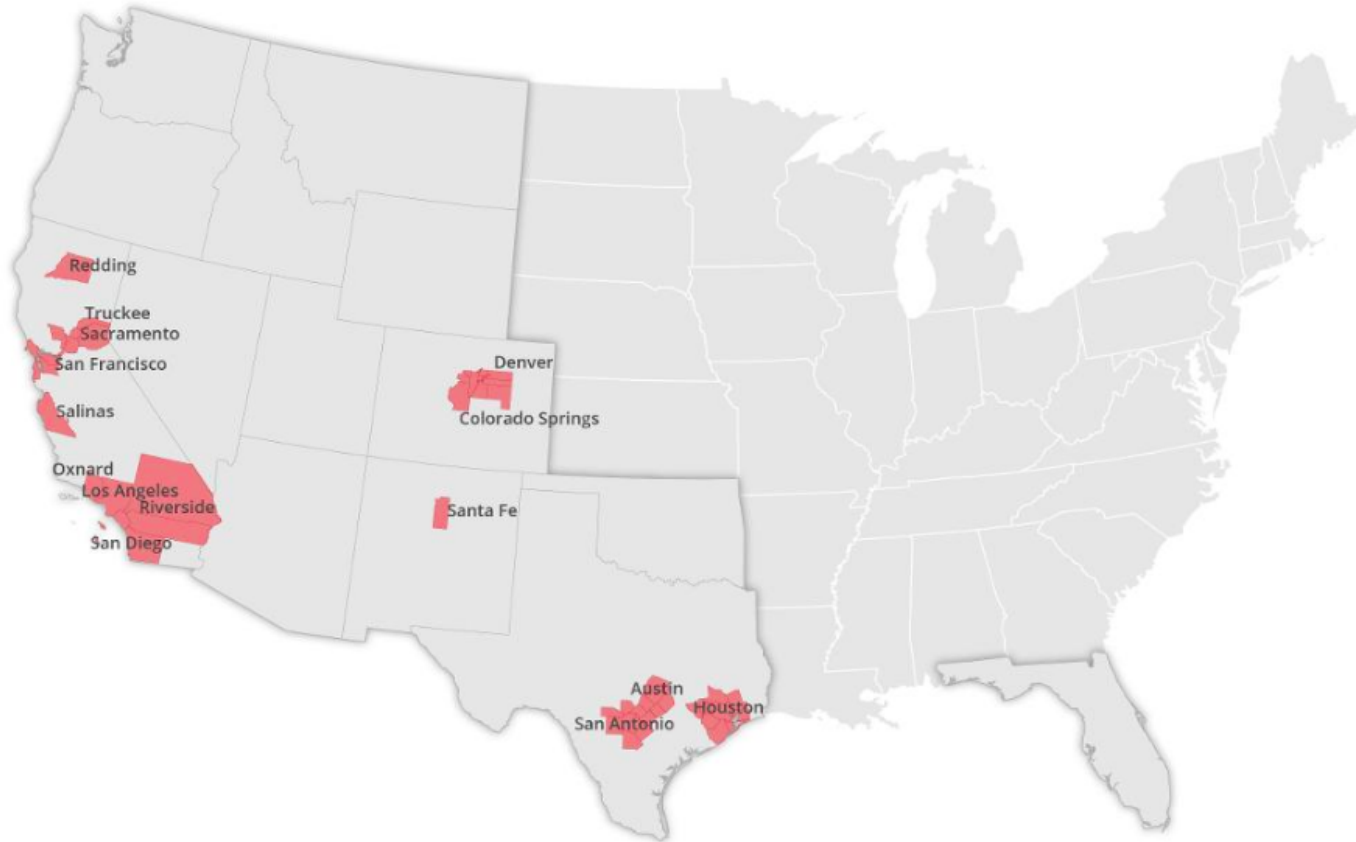 Redding
Truckee
Sacramento
San Francisco
Denver
Salinas
Colorado Springs
Oxnard
Los Angeles
Riverside
Santa Fe
San Diego
Austin
Houston
San Antonio